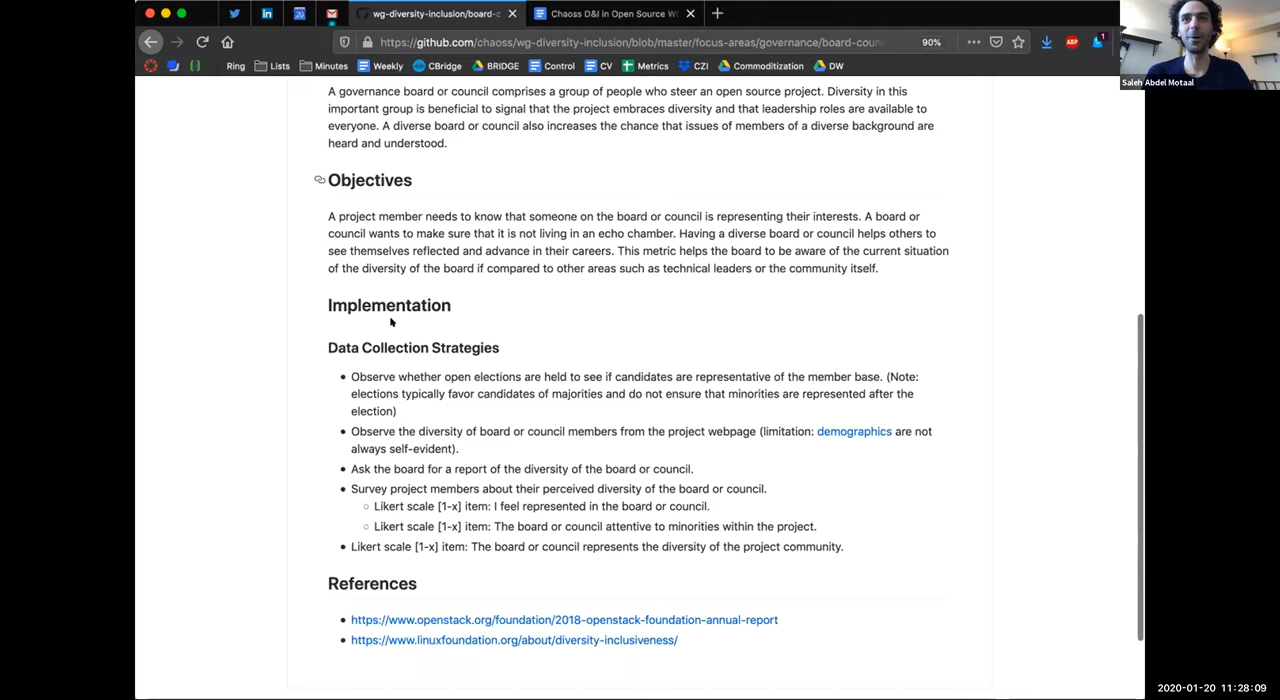 wg-diversity-inclusion/board-c
Chaoss D&I in Open Source W
https://github.com/chaoss/wg-diversity-inclusion/blob/master/focus-areas/governance/board-coun
90%
1
Ring Lists Minutes Weekly CBridge BRIDGE Control CV Metrics CZI Commoditization DW
Saleh Abdel Motaal
A governance board or council comprises a group of people who steer an open source project. Diversity in this
important group is beneficial to signal that the project embraces diversity and that leadership roles are available to
everyone. A diverse board or council also increases the chance that issues of members of a diverse background are
heard and understood.
Objectives
A project member needs to know that someone on the board or council is representing their interests. A board or
council wants to make sure that it is not living in an echo chamber. Having a diverse board or council helps others to
see themselves reflected and advance in their careers. This metric helps the board to be aware of the current situation
of the diversity of the board if compared to other areas such as technical leaders or the community itself.
Implementation
Data Collection Strategies
Observe whether open elections are held to see if candidates are representative of the member base. (Note:
elections typically favor candidates of majorities and do not ensure that minorities are represented after the
election)
Observe the diversity of board or council members from the project webpage (limitation: demographics are not
always self-evident).
Ask the board for a report of the diversity of the board or council.
Survey project members about their perceived diversity of the board or council.
Likert scale [1-x] item: I feel represented in the board or council.
Likert scale [1-x] item: The board or council attentive to minorities within the project.
Likert scale [1-x] item: The board or council represents the diversity of the project community.
References
https://www.openstack.org/foundation/2018-openstack-foundation-annual-report
https://www.linuxfoundation.org/about/diversity-inclusiveness/
2020-01-20 11:28:09